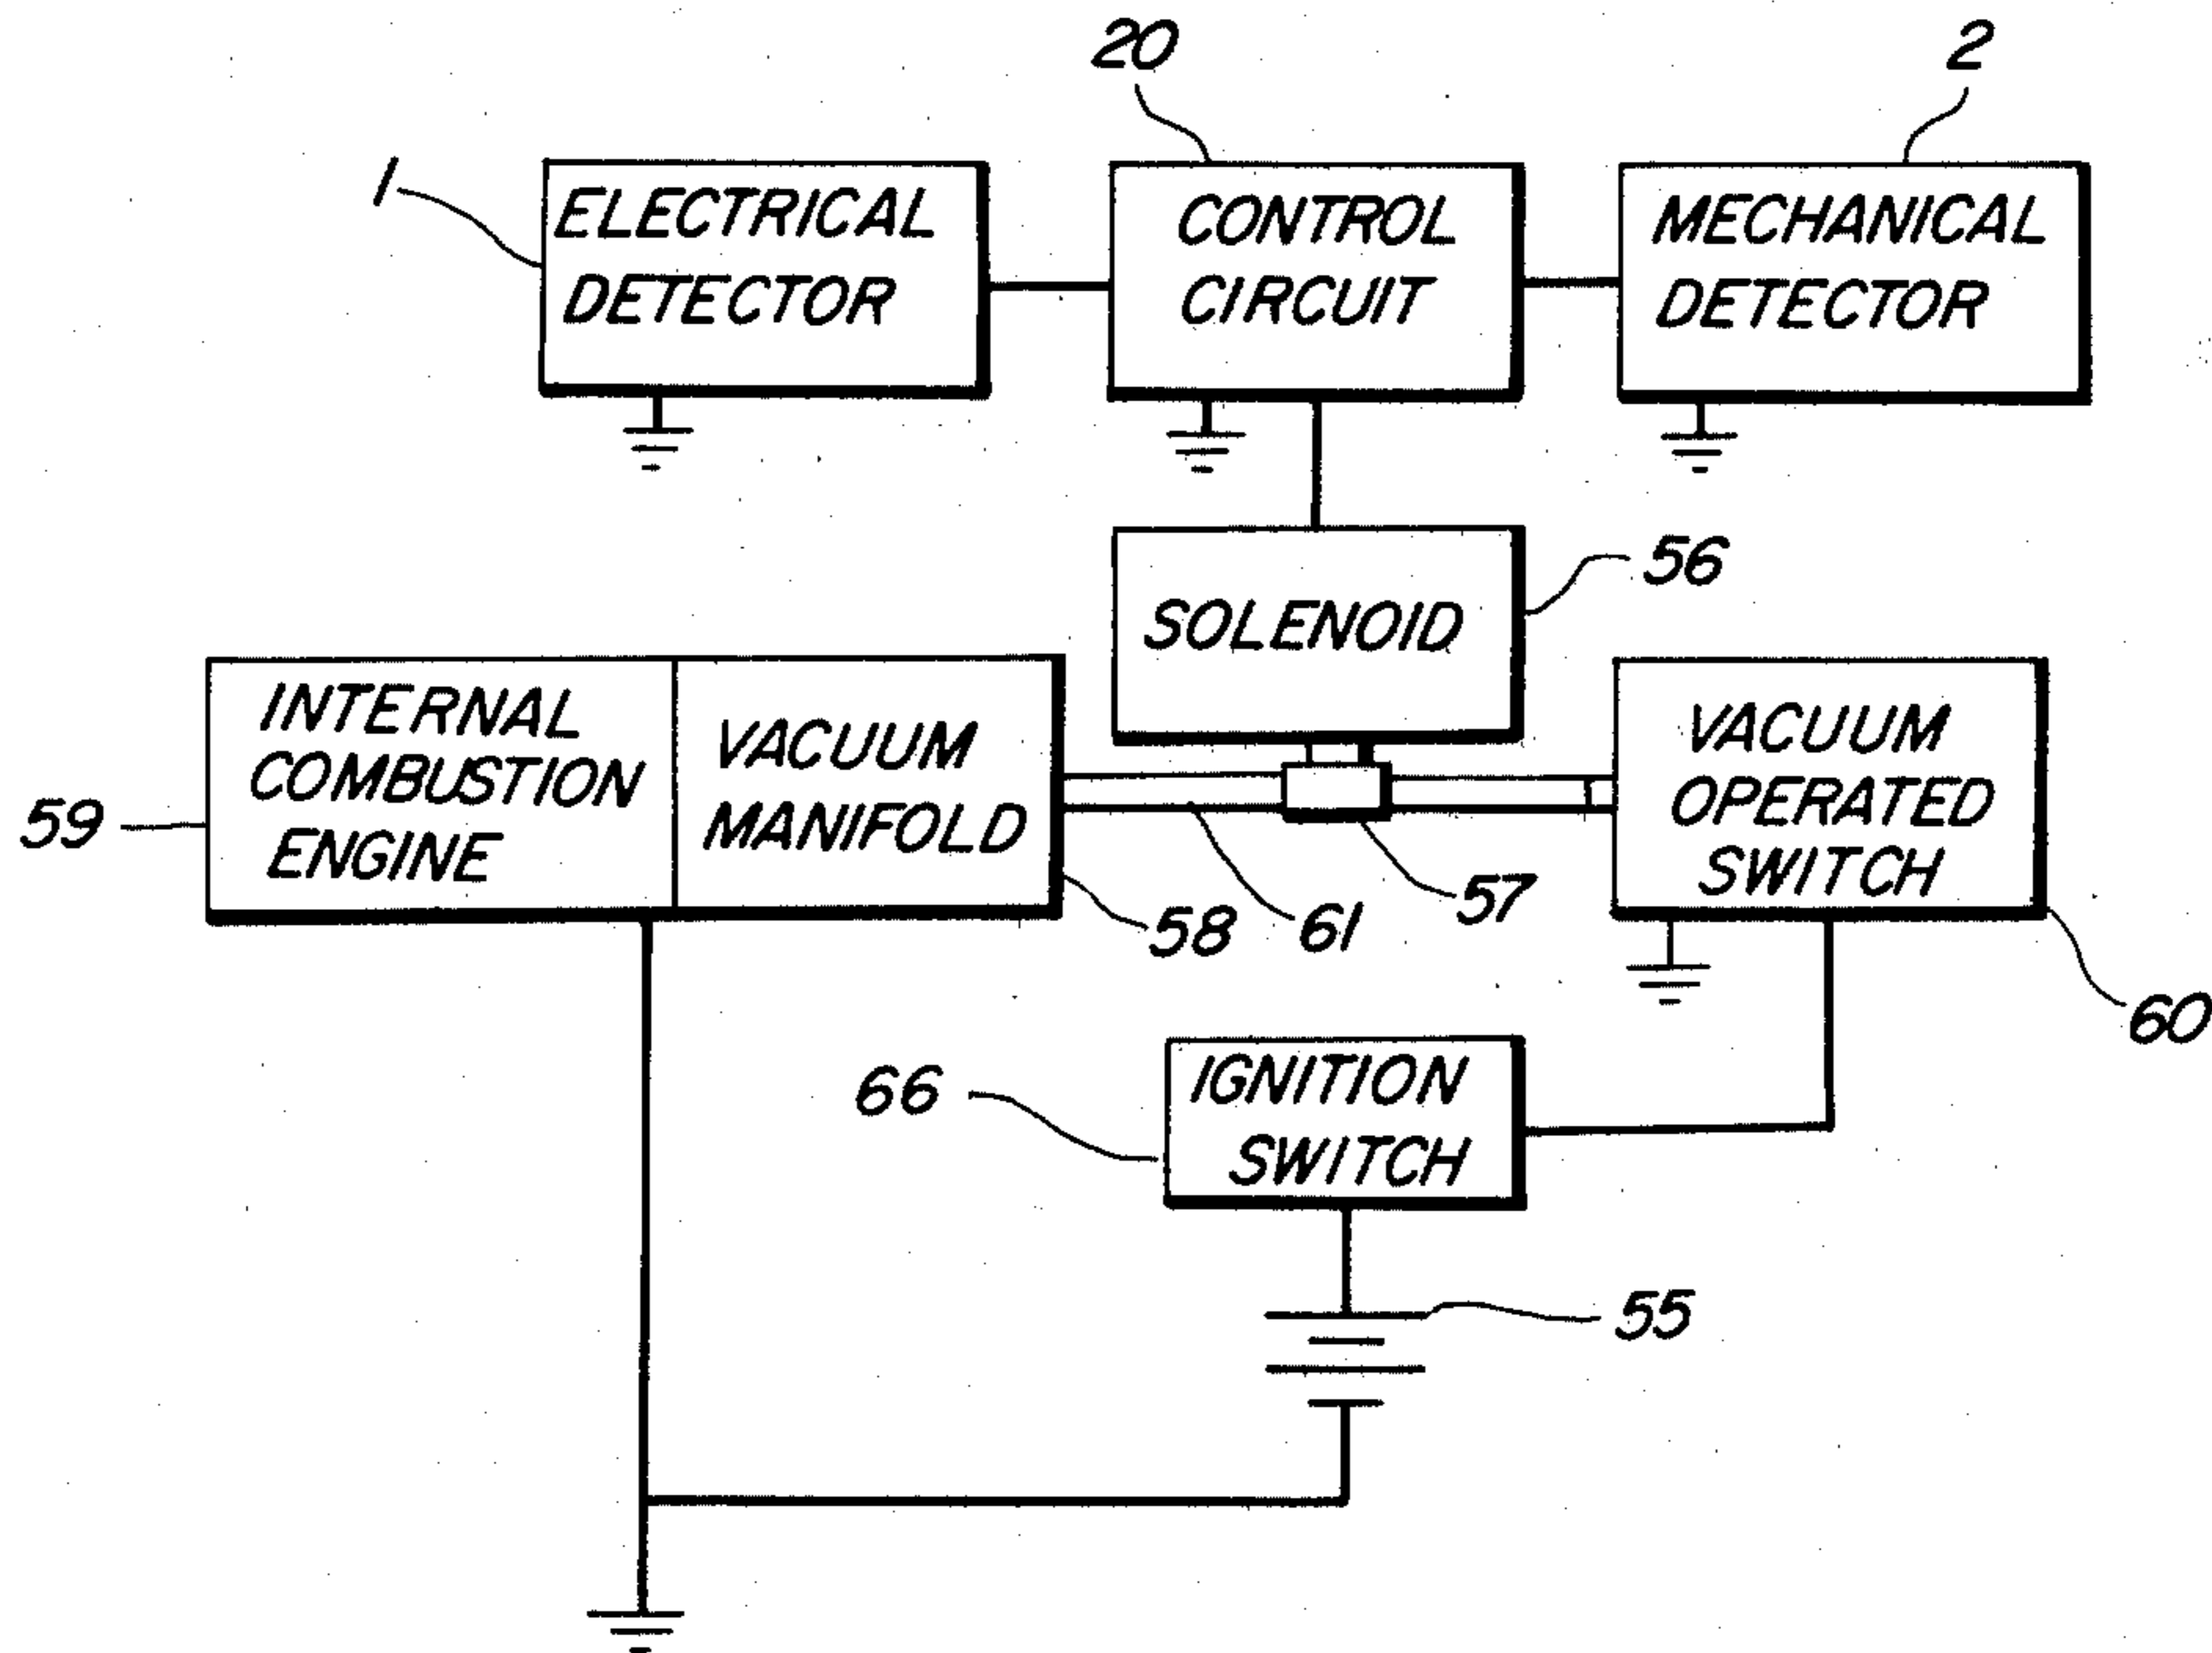 20
2
1
ELECTRICAL
DETECTOR
CONTROL
CIRCUIT
MECHANICAL
DETECTOR
56
SOLENOID
INTERNAL
COMBUSTION
ENGINE
VACUUM
MANIFOLD
VACUUM
OPERATED
SWITCH
59
57
58
61
60
66
IGNITION
SWITCH
55